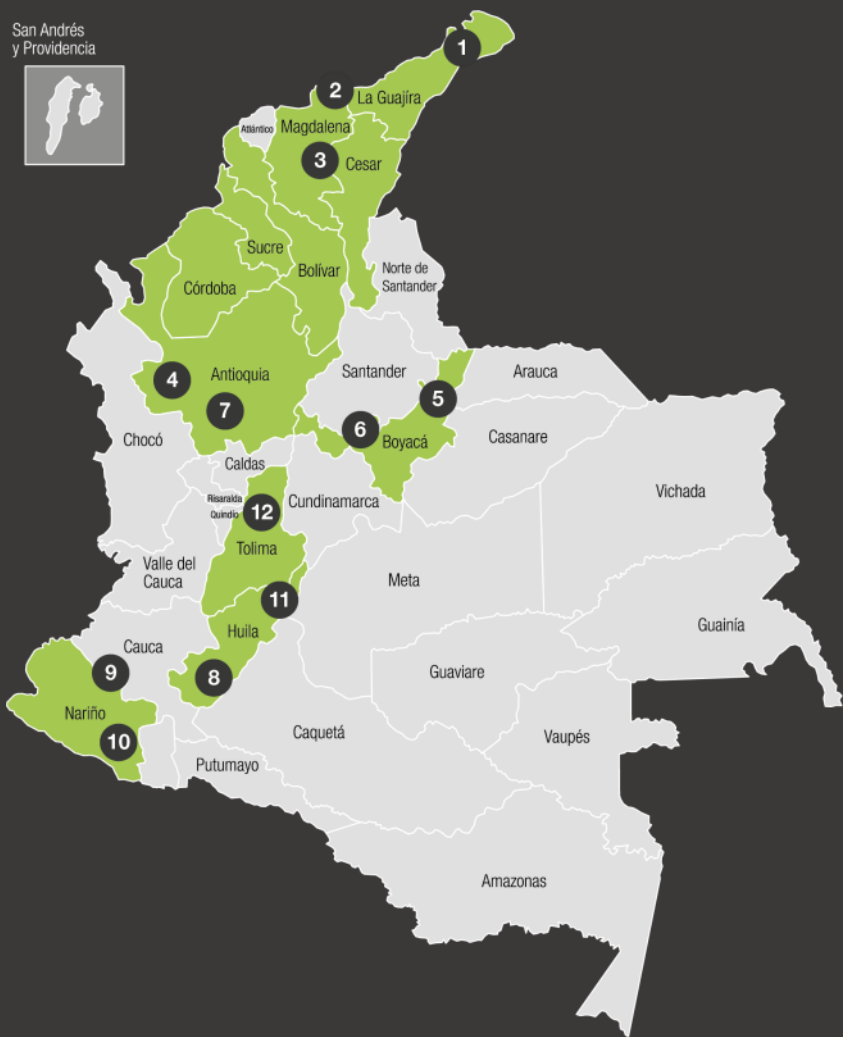 San Andrés
y Providencia
1
2
La Guajíra
Atlántico
Magdalena
3
Cesar
Sucre
Bolívar
Norte de
Santander
Córdoba
4
Antioquia
7
Santander
5
Arauca
6
Boyacá
Casanare
Chocó
Caldas
Risaralda
Quindío
12
Cundinamarca
Vichada
Tolima
Valle del
Cauca
Meta
11
Huila
Guainía
Cauca
9
8
Guaviare
Nariño
10
Caquetá
Vaupés
Putumayo
Amazonas